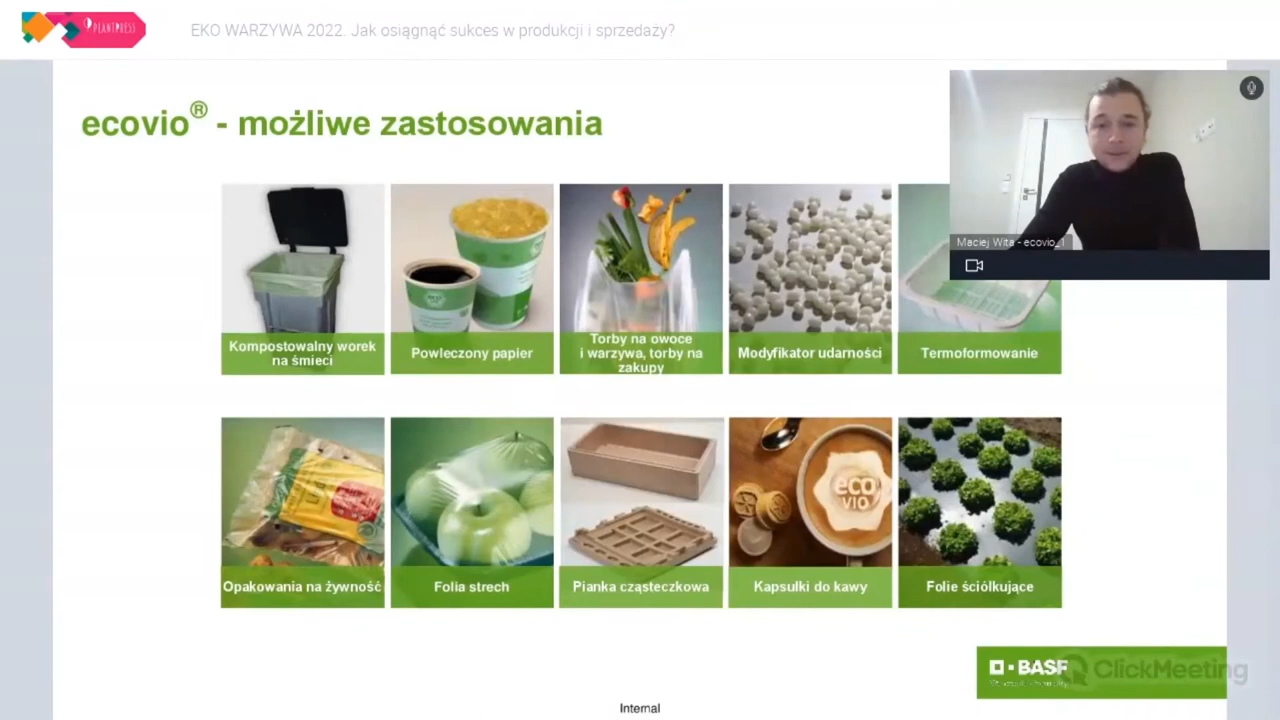 PLANTPRESS
EKO WARZYWA 2022. Jak osiągnąć sukces w produkcji i sprzedaży?
ecovio® - możliwe zastosowania
Maciej Wita - ecovio_1
Kompostowalny worek
na śmieci
Powleczony papier
Torby na owoce
i warzywa, torby na
zakupy
Modyfikator udarności
Termoformowanie
eco
vio
Opakowania na żywność
Folia strech
Pianka cząsteczkowa
Kapsułki do kawy
Folie ściółkujące
BASF
ClickMeeting
Internal